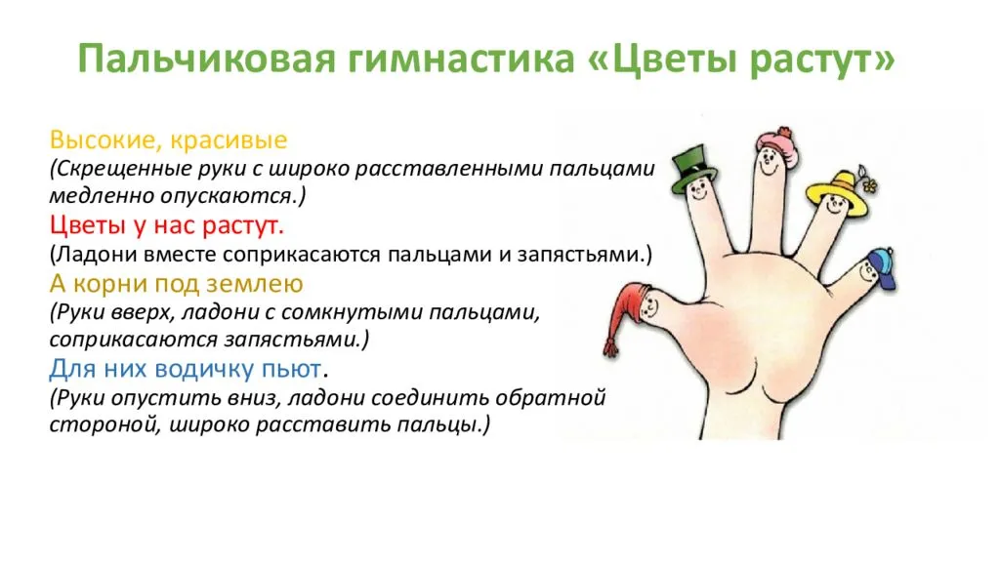 Пальчиковая гимнастика «Цветы растут»
Высокие, красивые
(Скрещенные руки с широко расставленными пальцами
медленно опускаются.)
Цветы у нас растут.
(Ладони вместе соприкасаются пальцами и запястьями.)
А корни под землею
(Руки вверх, ладони с сомкнутыми пальцами,
соприкасаются запястьями.)
Для них водичку пьют.
(Руки опустить вниз, ладони соединить обратной
стороной, широко расставить пальцы.)